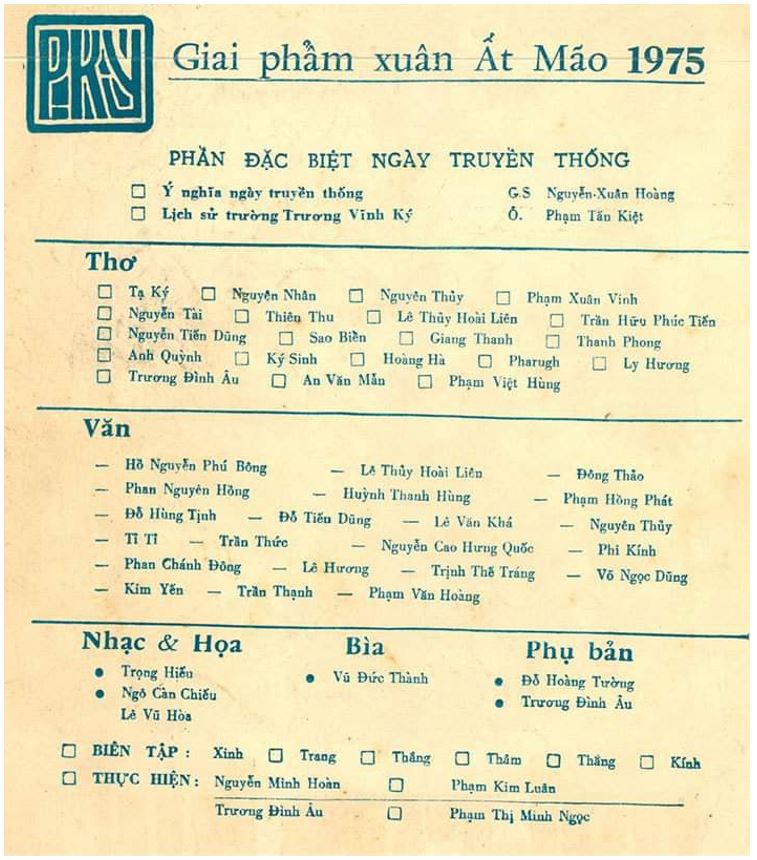 P.KÝ
Giai phẩm xuân Ất Mão 1975
PHẦN ĐẶC BIỆT NGÀY TRUYỀN THỐNG
☐ Ý nghĩa ngày truyền thống G.S Nguyễn-Xuân Hoàng
☐ Lịch sử trường Trương Vĩnh Ký Ô. Phạm Tấn Kiệt
Thơ
☐ Tạ Ký ☐ Nguyên Nhân ☐ Nguyên Thủy ☐ Phạm Xuân Vinh
☐ Nguyễn Tài ☐ Thiên Thu ☐ Lê Thủy Hoài Liên ☐ Trần Hữu Phúc Tiến
☐ Nguyễn Tiến Dũng ☐ Sao Biển ☐ Giang Thanh ☐ Thanh Phong
☐ Anh Quỳnh ☐ Ký Sinh ☐ Hoàng Hà ☐ Pharugh ☐ Ly Hương
☐ Trương Đình Âu ☐ An Văn Mẫn ☐ Phạm Việt Hùng
Văn
— Hồ Nguyễn Phú Bông — Lê Thủy Hoài Liên — Đông Thảo
— Phan Nguyên Hồng — Huỳnh Thanh Hùng — Phạm Hồng Phát
— Đỗ Hùng Tịnh — Đỗ Tiến Dũng — Lê Văn Khá — Nguyên Thủy
— Tí Tí — Trần Thức — Nguyễn Cao Hưng Quốc — Phi Kính
— Phan Chánh Đông — Lê Hương — Trịnh Thế Tráng — Võ Ngọc Dũng
— Kim Yến — Trần Thạnh — Phạm Văn Hoàng
Nhạc & Họa Bìa Phụ bản
• Trọng Hiếu • Vũ Đức Thành • Đỗ Hoàng Tường
• Ngô Càn Chiếu • Trương Đình Âu
Lê Vũ Hòa
☐ BIÊN TẬP : Xinh ☐ Trang ☐ Thắng ☐ Thâm ☐ Thắng ☐ Kính
☐ THỰC HIỆN : Nguyễn Minh Hoàn ☐ Phạm Kim Luân
Trương Đình Âu ☐ Phạm Thị Minh Ngọc